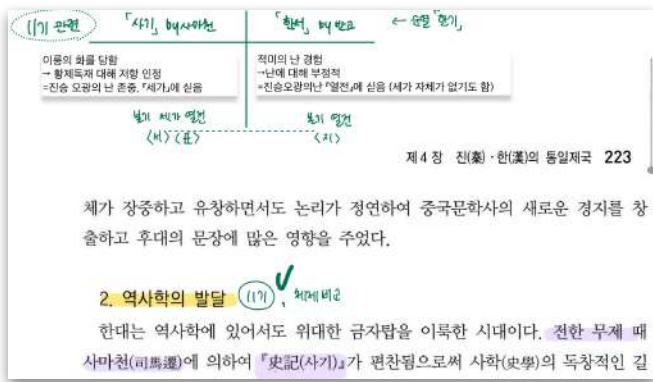 기출 관련 「사기」 by 사마천 「한서」 by 반고 ← 순열 「한기」
이릉의 화를 당함
→ 황제독재 대해 저항 인정
=진승 오광의 난 존중, 『세가』에 실음
적미의 난 경험
→난에 대해 부정적
=진승오광의난 『열전』에 실음 (세가 자체가 없기도 함)
본기 세가 열전
<서> <표>
본기 열전
<지>
제 4 장 진(秦) · 한(漢)의 통일제국 223
체가 장중하고 유창하면서도 논리가 정연하여 중국문학사의 새로운 경지를 창
출하고 후대의 문장에 많은 영향을 주었다.
2. 역사학의 발달 기출, 체제 비교
한대는 역사학에 있어서도 위대한 금자탑을 이룩한 시대이다. 전한 무제 때
사마천(司馬遷)에 의하여 『史記(사기)』가 편찬됨으로써 사학(史學)의 독창적인 길